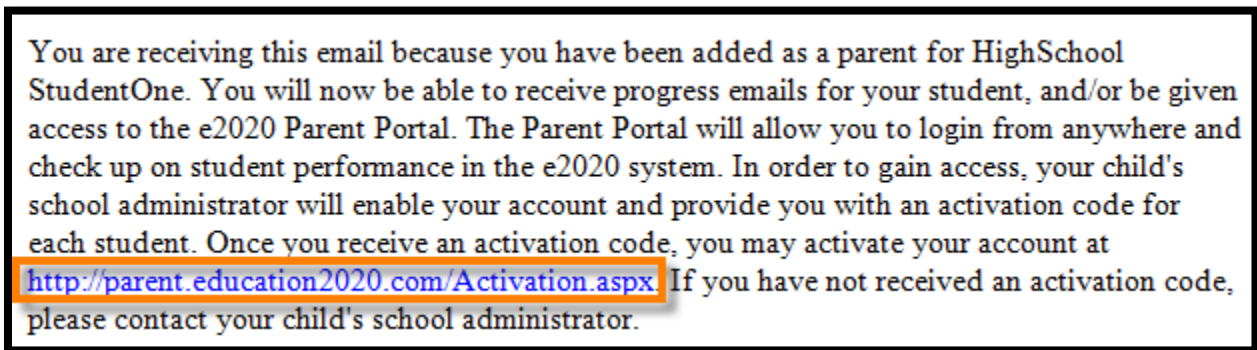 You are receiving this email because you have been added as a parent for HighSchool
StudentOne. You will now be able to receive progress emails for your student, and/or be given
access to the e2020 Parent Portal. The Parent Portal will allow you to login from anywhere and
check up on student performance in the e2020 system. In order to gain access, your child's
school administrator will enable your account and provide you with an activation code for
each student. Once you receive an activation code, you may activate your account at
http://parent.education2020.com/Activation.aspx. If you have not received an activation code,
please contact your child's school administrator.